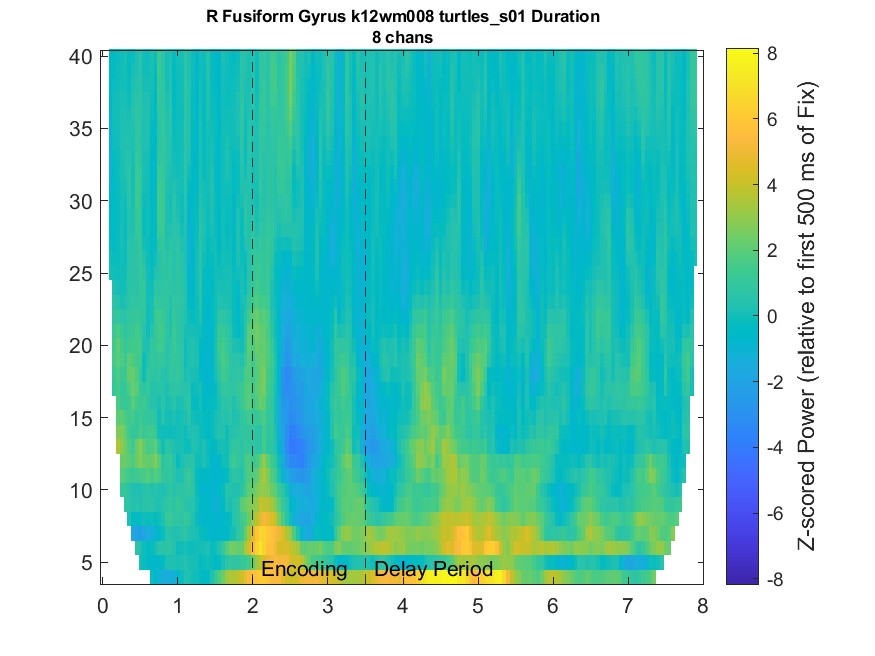 R Fusiform Gyrus k12wm008 turtles_s01 Duration
8 chans
40
35
30
25
20
15
10
5
Encoding
Delay Period
0 1 2 3 4 5 6 7 8
8
6
4
2
0
-2
-4
-6
-8
Z-scored Power (relative to first 500 ms of Fix)